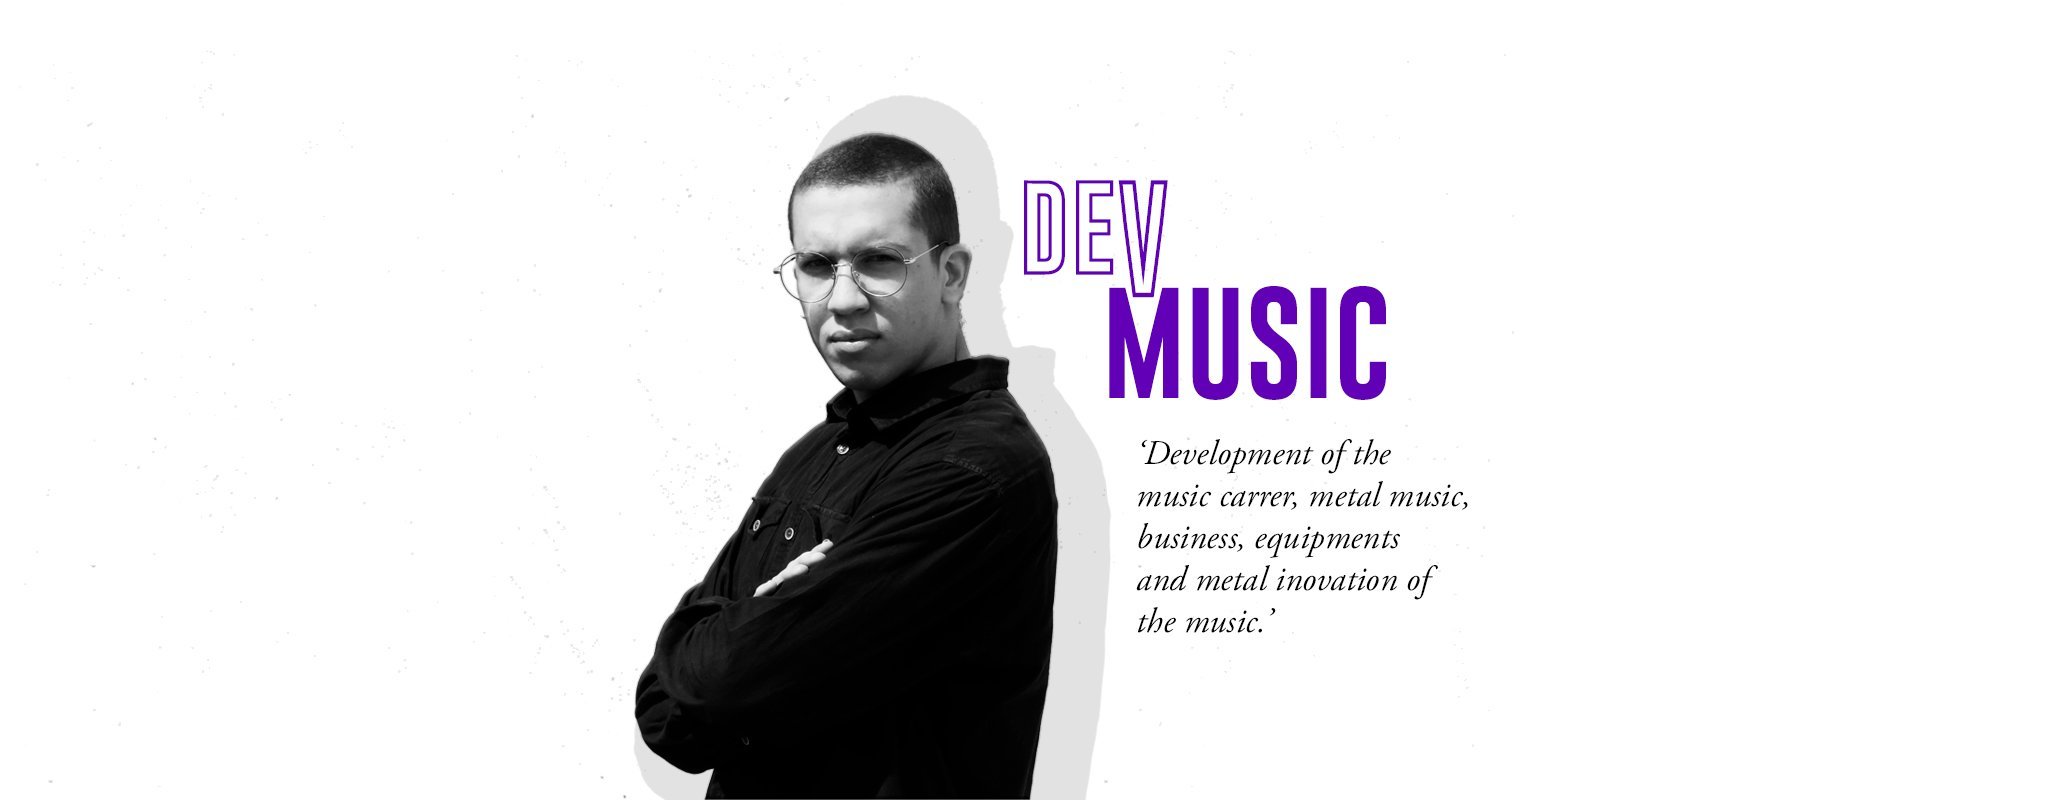 DEV
MUSIC
‘Development of the
music carrer, metal music,
business, equipments
and metal inovation of
the music.’